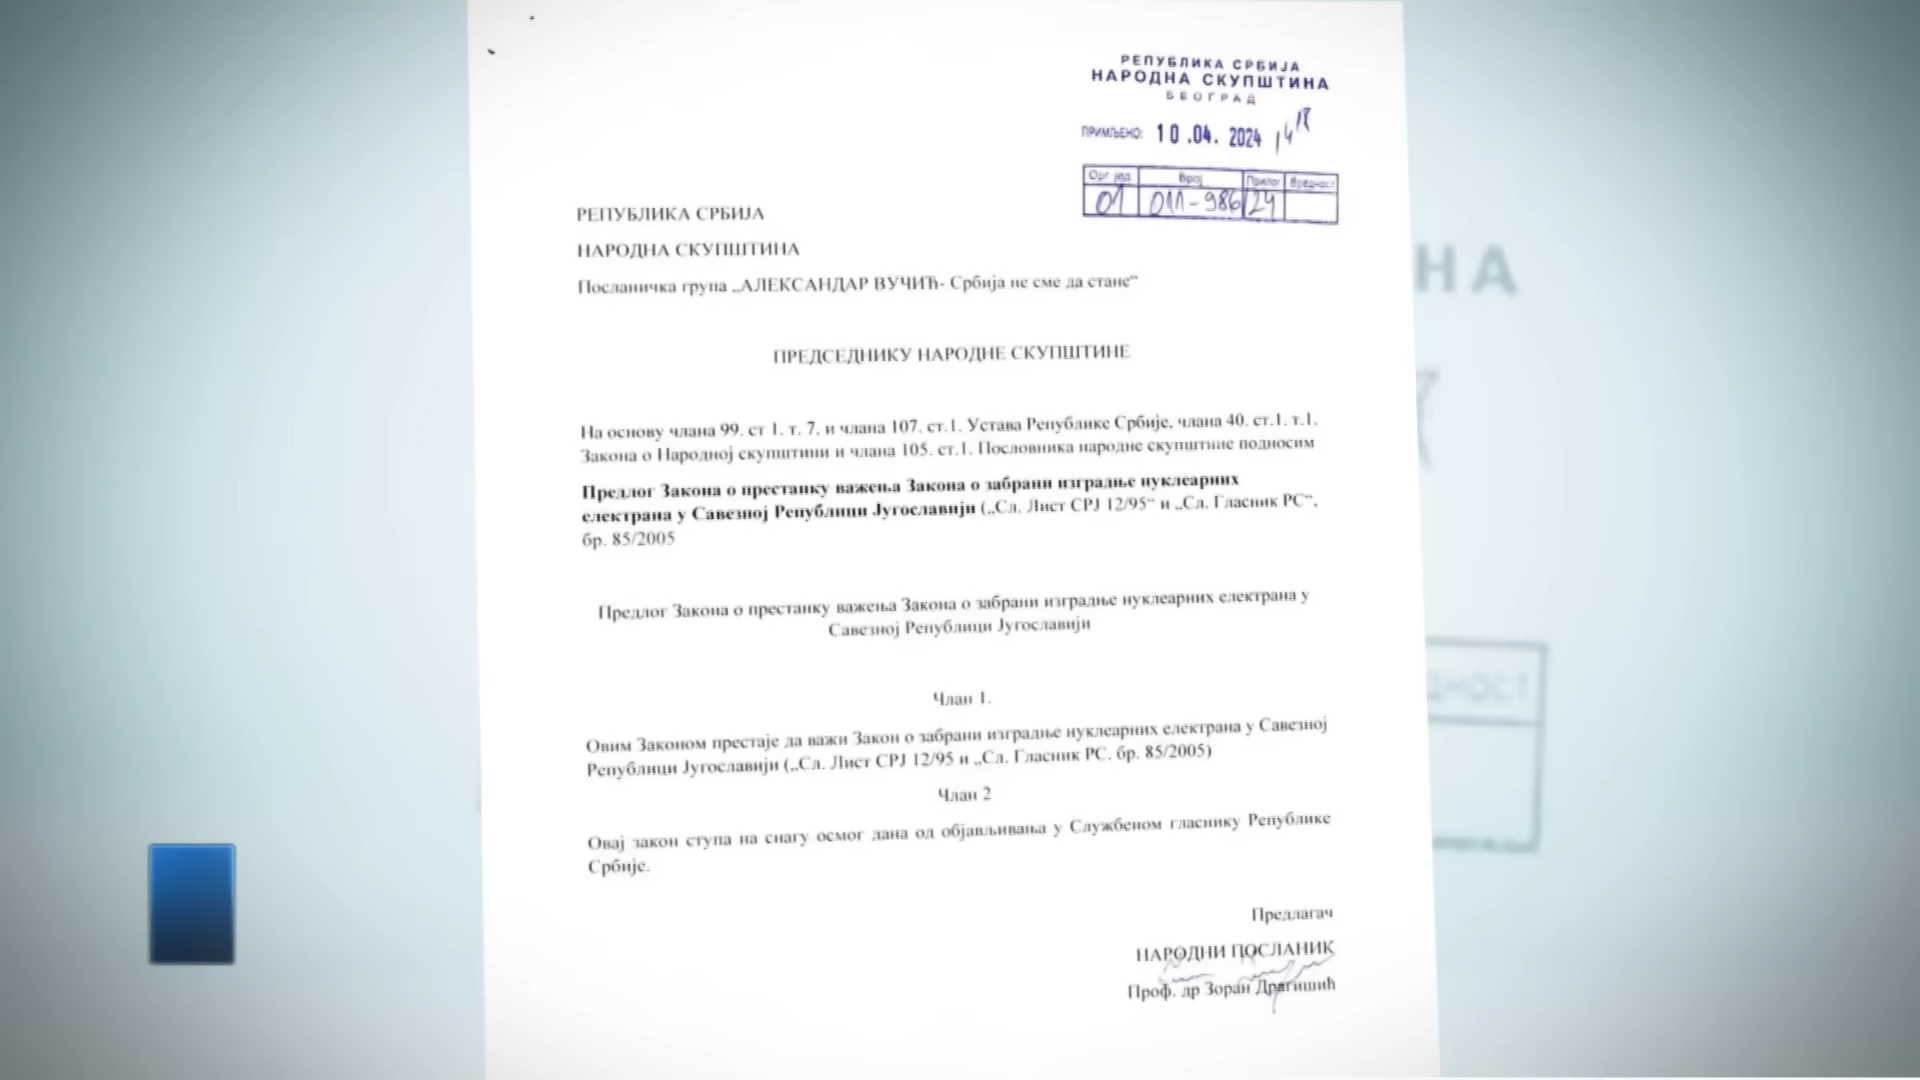 РЕПУБЛИКА СРБИЈА
НАРОДНА СКУПШТИНА
БЕОГРАД
ПРИМЉЕНО: 10.04.2024 14 18
Орг јед Број Прилог Вредност
01 011-986/24
РЕПУБЛИКА СРБИЈА
НАРОДНА СКУПШТИНА
Посланичка група „АЛЕКСАНДАР ВУЧИЋ- Србија не сме да стане“
ПРЕДСЕДНИКУ НАРОДНЕ СКУПШТИНЕ
На основу члана 99. ст 1. т. 7. и члана 107. ст.1. Устава Републике Србије, члана 40. ст.1. т.1.
Закона о Народној скупштини и члана 105. ст.1. Пословника народне скупштине подносим
Предлог Закона о престанку важења Закона о забрани изградње нуклеарних
електрана у Савезној Републици Југославији („Сл. Лист СРЈ 12/95“ и „Сл. Гласник РС“,
бр. 85/2005
Предлог Закона о престанку важења Закона о забрани изградње нуклеарних електрана у
Савезној Републици Југославији
Члан 1.
Овим Законом престаје да важи Закон о забрани изградње нуклеарних електрана у Савезној
Републици Југославији („Сл. Лист СРЈ 12/95 и „Сл. Гласник РС. бр. 85/2005)
Члан 2
Овај закон ступа на снагу осмог дана од објављивања у Службеном гласнику Републике
Србије.
Предлагач
НАРОДНИ ПОСЛАНИК
Проф. др Зоран Драгишић